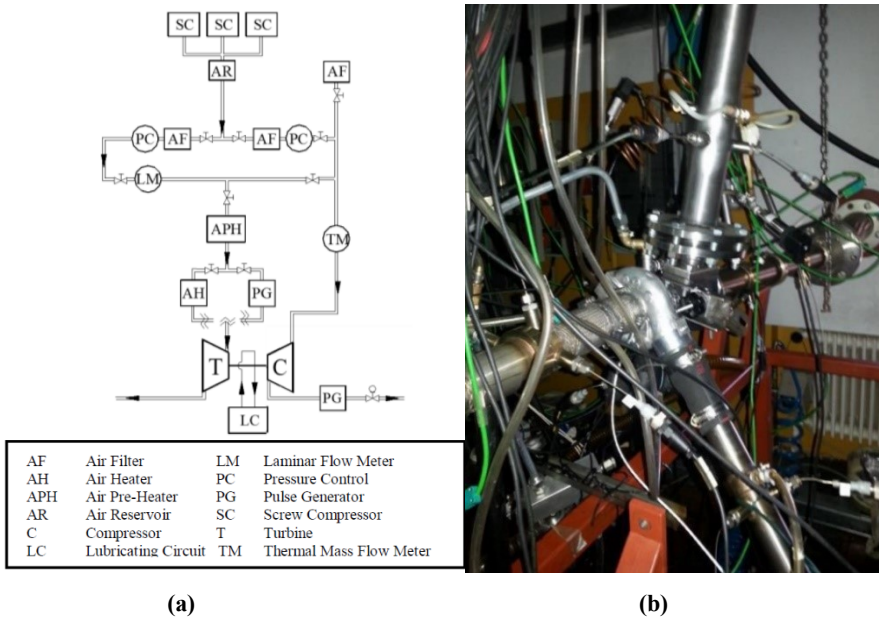 SC SC SC
AR AF
PC AF AF PC
LM
APH TM
AH PG
T C
PG
LC
AF Air Filter LM Laminar Flow Meter
AH Air Heater PC Pressure Control
APH Air Pre-Heater PG Pulse Generator
AR Air Reservoir SC Screw Compressor
C Compressor T Turbine
LC Lubricating Circuit TM Thermal Mass Flow Meter
(a) (b)